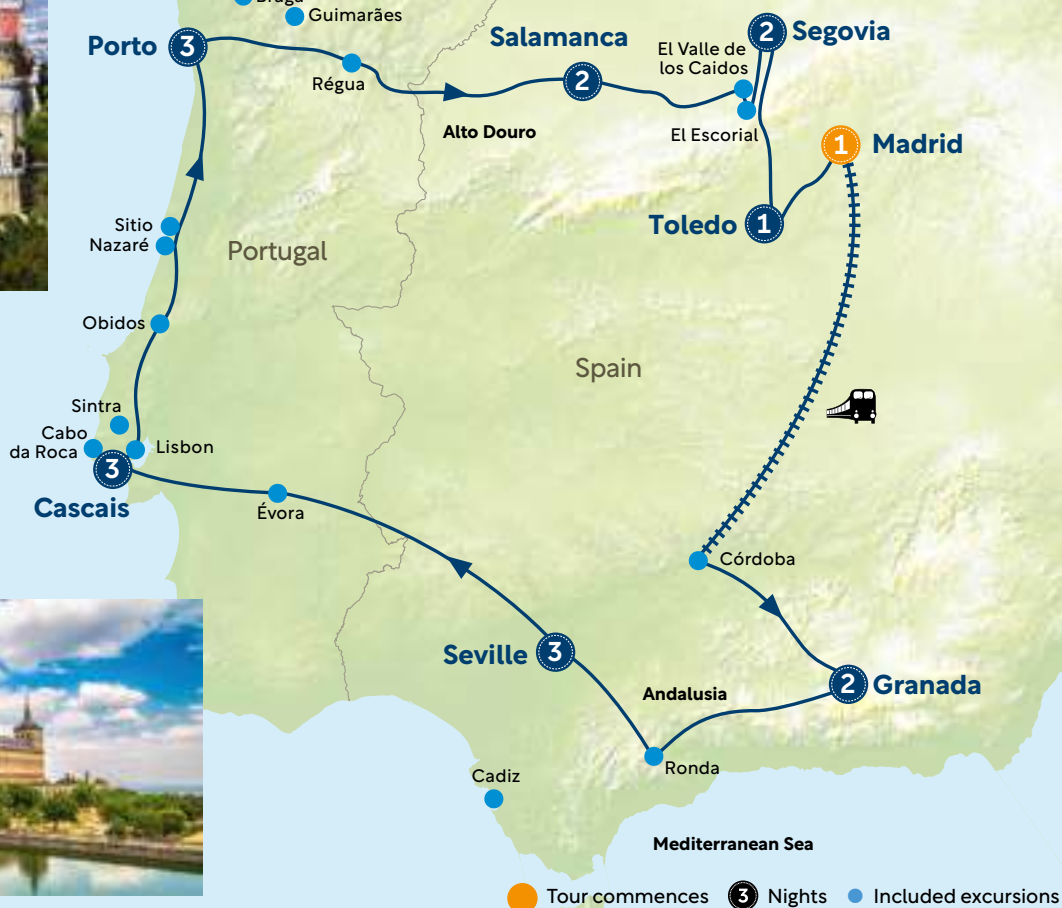 Braga
Guimarães
Porto 3
Régua
Salamanca
2
El Valle de
los Caidos
2 Segovia
El Escorial
Alto Douro
1 Madrid
Toledo 1
Sitio
Nazaré
Portugal
Obidos
Spain
Sintra
Cabo
da Roca
Lisbon
3
Cascais
Évora
Córdoba
Seville 3
Andalusia
2 Granada
Ronda
Cadiz
Mediterranean Sea
Tour commences 3 Nights Included excursions